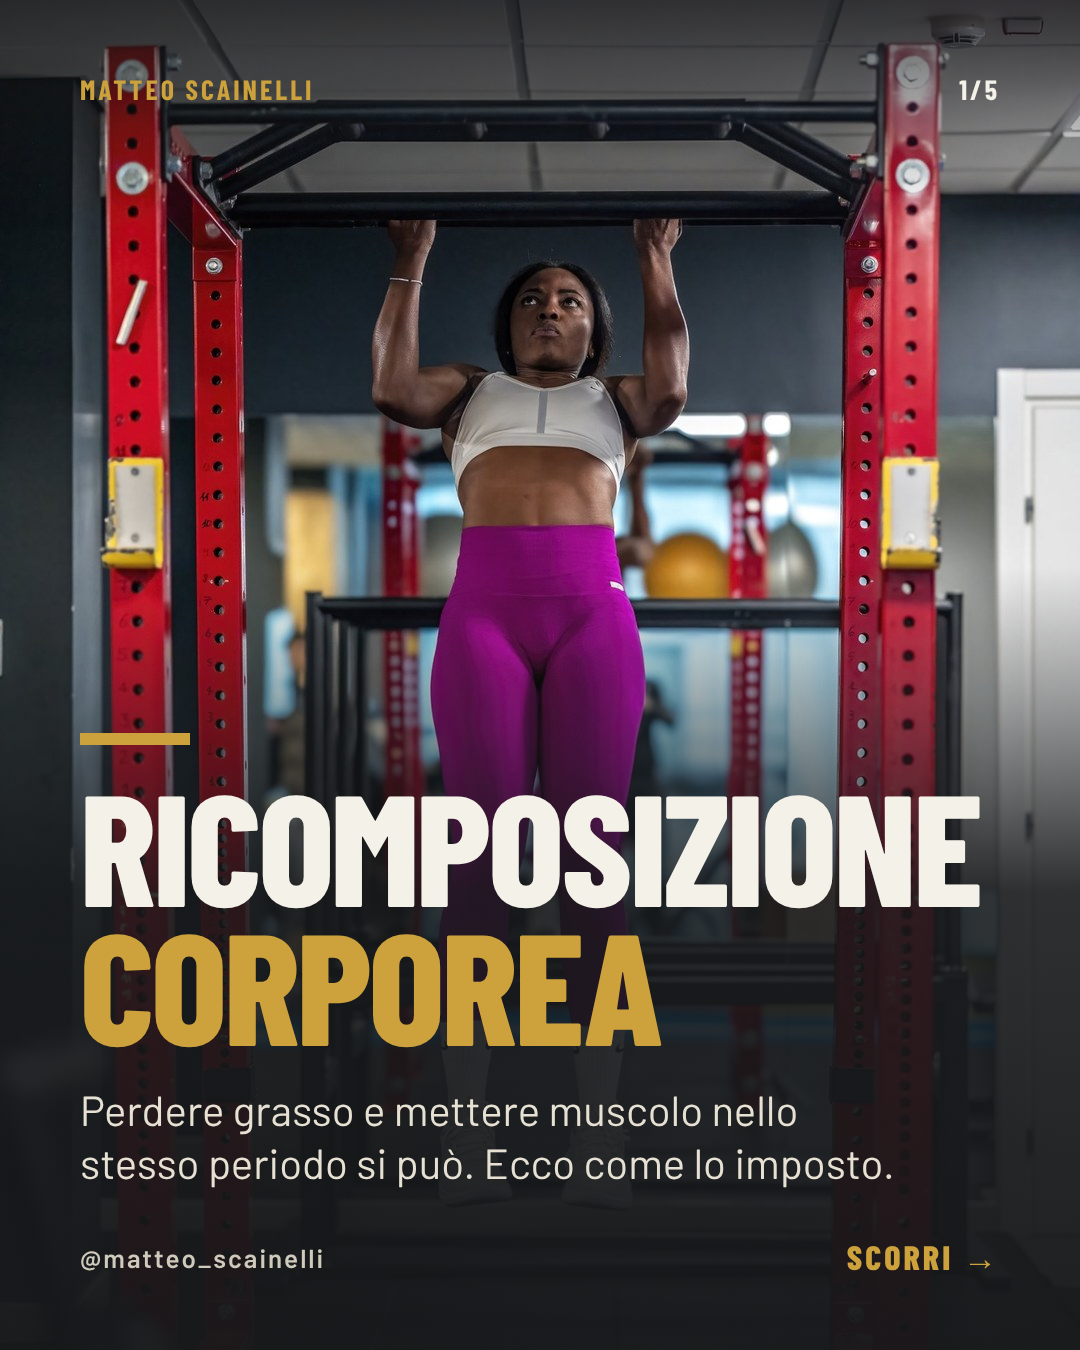 MATTEO SCAINELLI
1/5
RICOMPOSIZIONE
CORPOREA
Perdere grasso e mettere muscolo nello
stesso periodo si può. Ecco come lo imposto.
@matteo_scainelli
SCORRI →